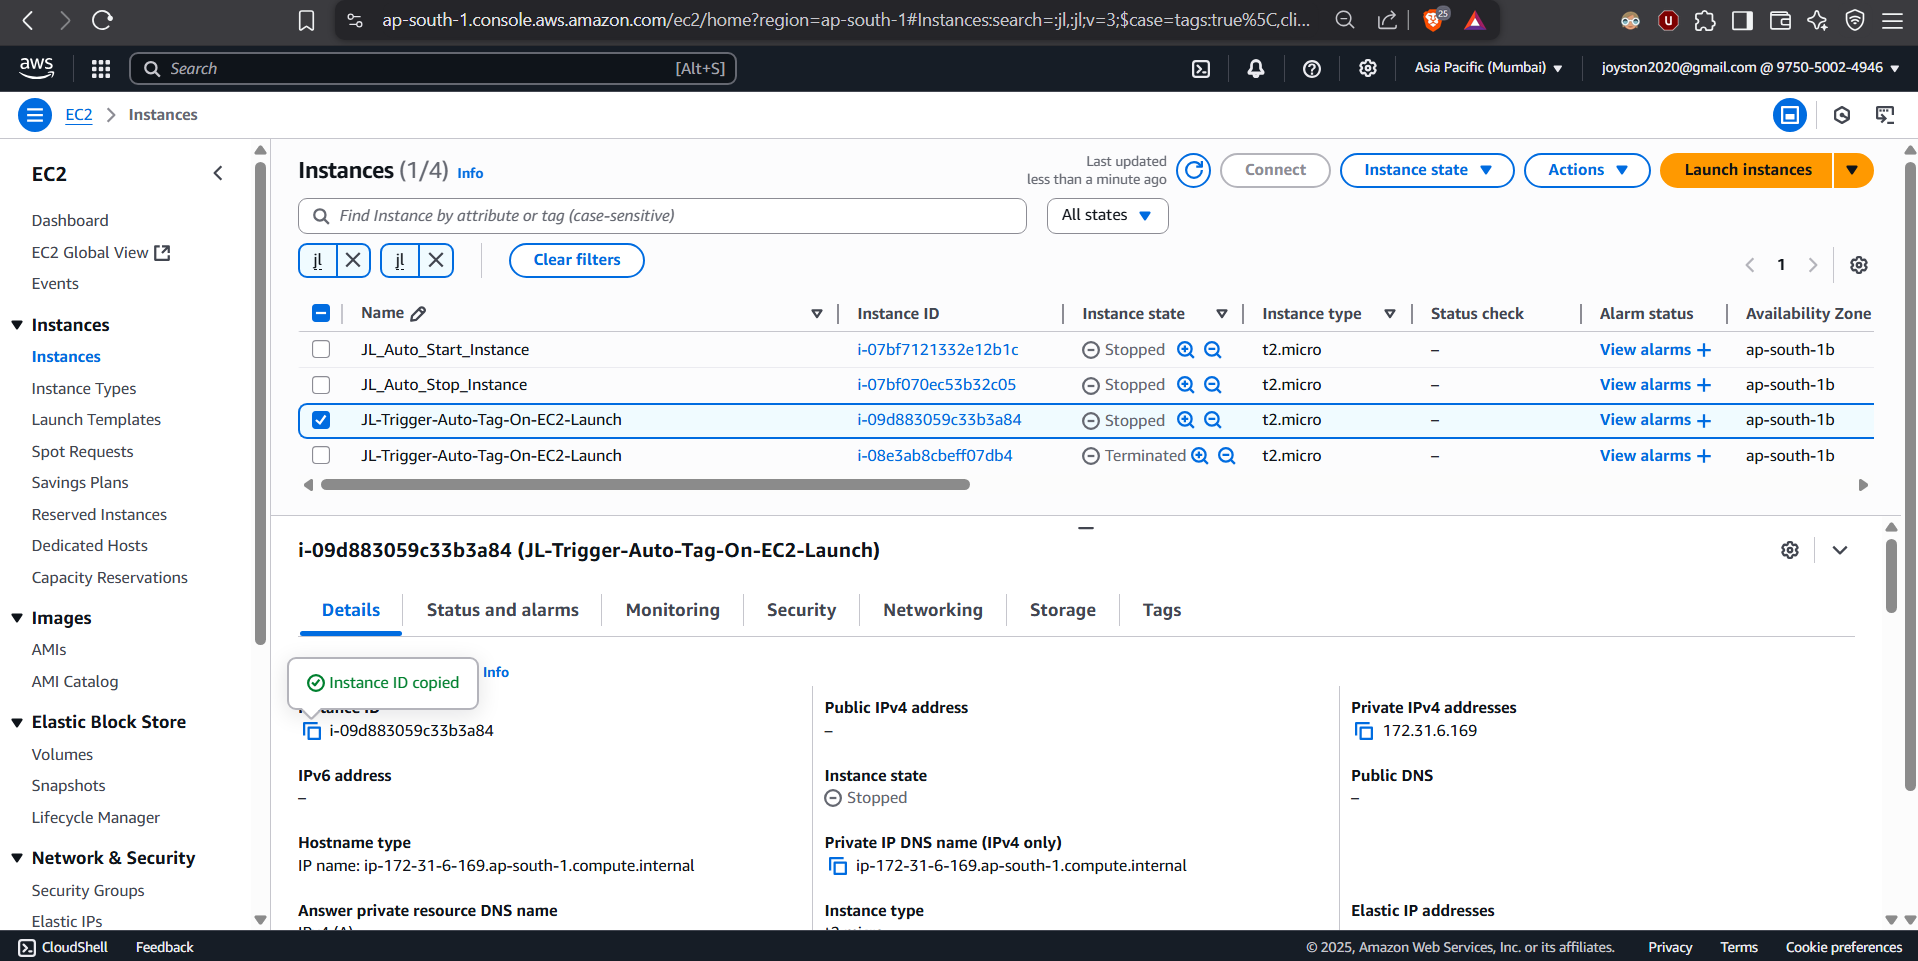 ap-south-1.console.aws.amazon.com/ec2/home?region=ap-south-1#Instances:search=:jl,:jl;v=3;$case=tags:true%5C,cli...
25
aws
Search
[Alt+S]
Asia Pacific (Mumbai)
joyston2020@gmail.com @ 9750-5002-4946
EC2
Instances
EC2
Dashboard
EC2 Global View
Events
Instances
Instances
Instance Types
Launch Templates
Spot Requests
Savings Plans
Reserved Instances
Dedicated Hosts
Capacity Reservations
Images
AMIs
AMI Catalog
Elastic Block Store
Volumes
Snapshots
Lifecycle Manager
Network & Security
Security Groups
Elastic IPs
Instances (1/4) Info
Last updated
less than a minute ago
Connect
Instance state
Actions
Launch instances
Find Instance by attribute or tag (case-sensitive)
All states
jl
jl
Clear filters
1
Name Instance ID Instance state Instance type Status check Alarm status Availability Zone
JL_Auto_Start_Instance i-07bf7121332e12b1c Stopped t2.micro – View alarms + ap-south-1b
JL_Auto_Stop_Instance i-07bf070ec53b32c05 Stopped t2.micro – View alarms + ap-south-1b
JL-Trigger-Auto-Tag-On-EC2-Launch i-09d883059c33b3a84 Stopped t2.micro – View alarms + ap-south-1b
JL-Trigger-Auto-Tag-On-EC2-Launch i-08e3ab8cbeff07db4 Terminated t2.micro – View alarms + ap-south-1b
i-09d883059c33b3a84 (JL-Trigger-Auto-Tag-On-EC2-Launch)
Details
Status and alarms
Monitoring
Security
Networking
Storage
Tags
Instance ID copied
Info
Instance ID
i-09d883059c33b3a84
Public IPv4 address
–
Private IPv4 addresses
172.31.6.169
IPv6 address
–
Instance state
Stopped
Public DNS
–
Hostname type
IP name: ip-172-31-6-169.ap-south-1.compute.internal
Private IP DNS name (IPv4 only)
ip-172-31-6-169.ap-south-1.compute.internal
Answer private resource DNS name
IPv4 (A)
Instance type
t2.micro
Elastic IP addresses
CloudShell
Feedback
© 2025, Amazon Web Services, Inc. or its affiliates.
Privacy
Terms
Cookie preferences